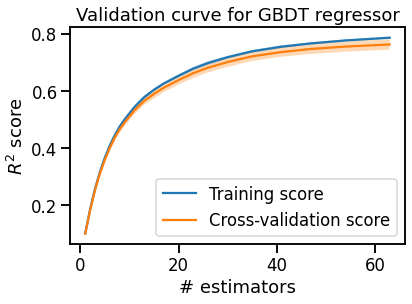 Validation curve for GBDT regressor
R² score
0.8
0.6
0.4
0.2
Training score
Cross-validation score
0
20
40
60
# estimators